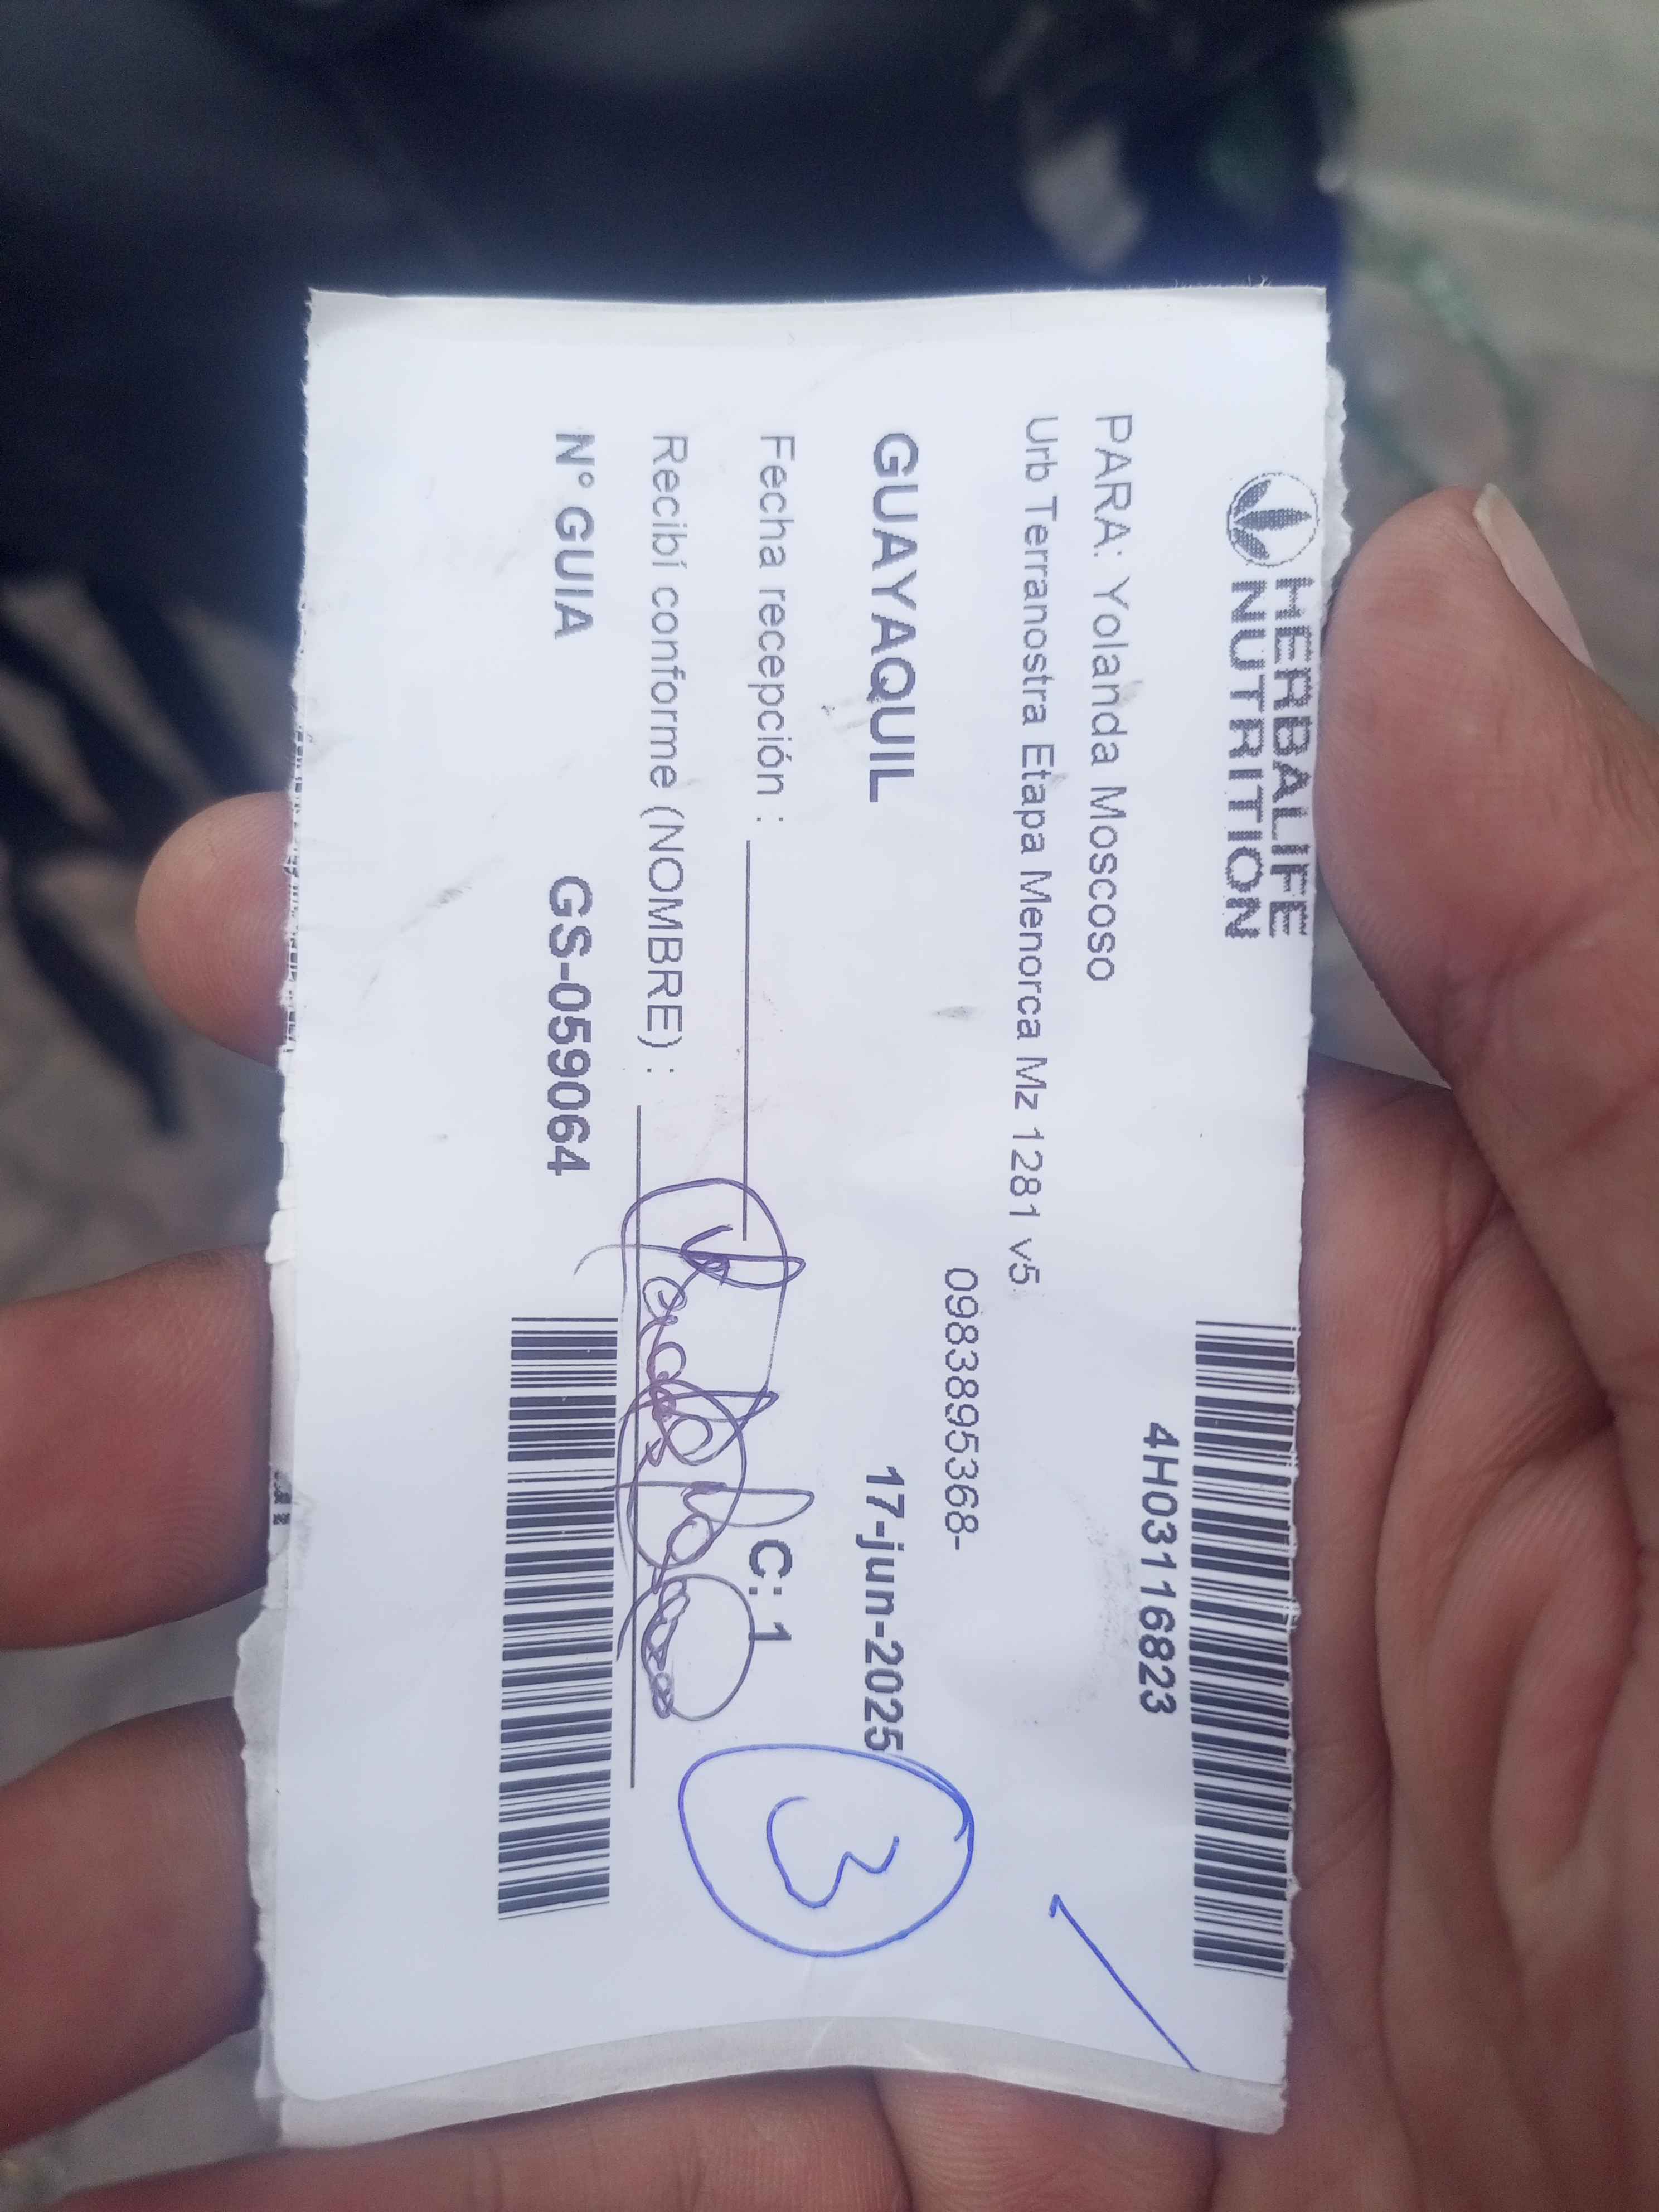 HERBALIFE
NUTRITION
4H03116823
PARA: Yolanda Moscoso
Urb Terranostra Etapa Menorca Mz 1281 v5
0983895368-
GUAYAQUIL
17-jun-2025
Fecha recepción :
C: 1
3
Recibí conforme (NOMBRE) :
N° GUIA
GS-059064